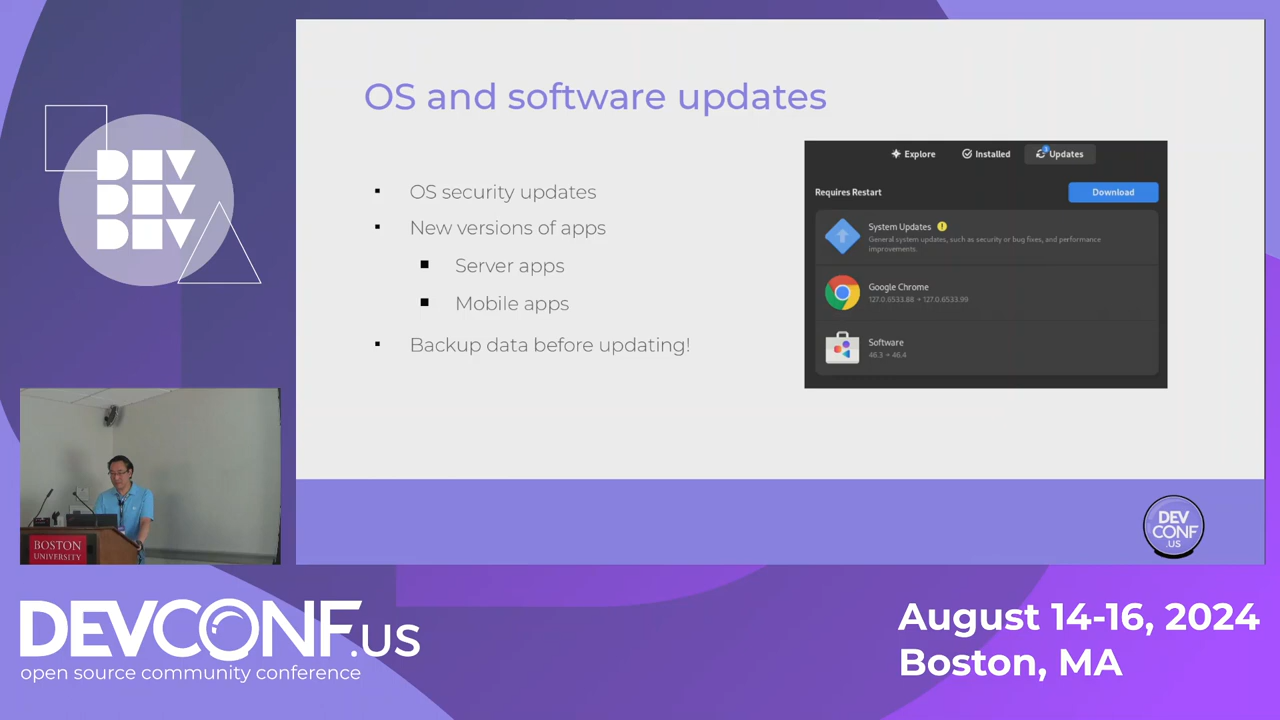 DEV
DEV
DEV
OS and software updates
OS security updates
New versions of apps
Server apps
Mobile apps
Backup data before updating!
Explore
Installed
3
Updates
Requires Restart
Download
System Updates
General system updates, such as security or bug fixes, and performance
improvements.
Google Chrome
127.0.6533.88 → 127.0.6533.99
Software
46.3 → 46.4
BOSTON
UNIVERSITY
DEV
CONF
.US
DEVCONF.US
open source community conference
August 14-16, 2024
Boston, MA